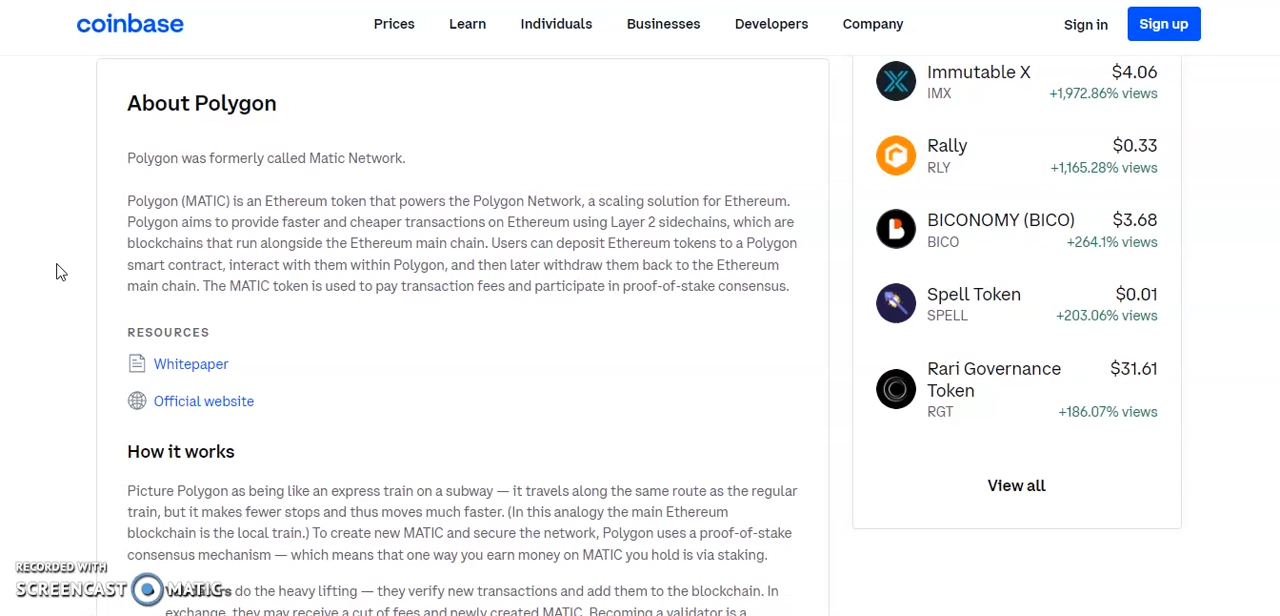 coinbase
Prices
Learn
Individuals
Businesses
Developers
Company
Sign in
Sign up
About Polygon
Polygon was formerly called Matic Network.
Polygon (MATIC) is an Ethereum token that powers the Polygon Network, a scaling solution for Ethereum.
Polygon aims to provide faster and cheaper transactions on Ethereum using Layer 2 sidechains, which are
blockchains that run alongside the Ethereum main chain. Users can deposit Ethereum tokens to a Polygon
smart contract, interact with them within Polygon, and then later withdraw them back to the Ethereum
main chain. The MATIC token is used to pay transaction fees and participate in proof-of-stake consensus.
RESOURCES
Whitepaper
Official website
How it works
Picture Polygon as being like an express train on a subway — it travels along the same route as the regular
train, but it makes fewer stops and thus moves much faster. (In this analogy the main Ethereum
blockchain is the local train.) To create new MATIC and secure the network, Polygon uses a proof-of-stake
consensus mechanism — which means that one way you earn money on MATIC you hold is via staking.
do the heavy lifting — they verify new transactions and add them to the blockchain. In
exchange, they may receive a cut of fees and newly created MATIC. Becoming a validator is a
Immutable X $4.06
IMX +1,972.86% views
Rally $0.33
RLY +1,165.28% views
BICONOMY (BICO) $3.68
BICO +264.1% views
Spell Token $0.01
SPELL +203.06% views
Rari Governance $31.61
Token
RGT +186.07% views
View all
RECORDED WITH
SCREENCAST MATIC